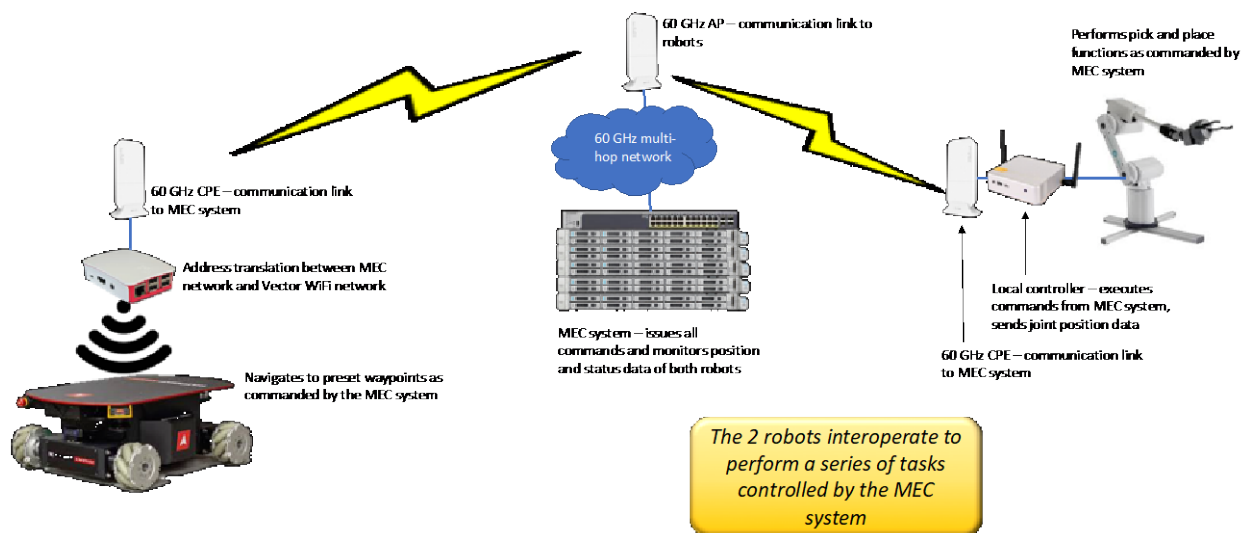 60 GHz AP – communication link to
robots
Performs pick and place
functions as commanded by
MEC system
60 GHz multi-
hop network
60 GHz CPE – communication link
to MEC system
Address translation between MEC
network and Vector WiFi network
Navigates to preset waypoints as
commanded by the MEC system
MEC system – issues all
commands and monitors position
and status data of both robots
Local controller – executes
commands from MEC system,
sends joint position data
60 GHz CPE – communication link
to MEC system
The 2 robots interoperate to
perform a series of tasks
controlled by the MEC
system